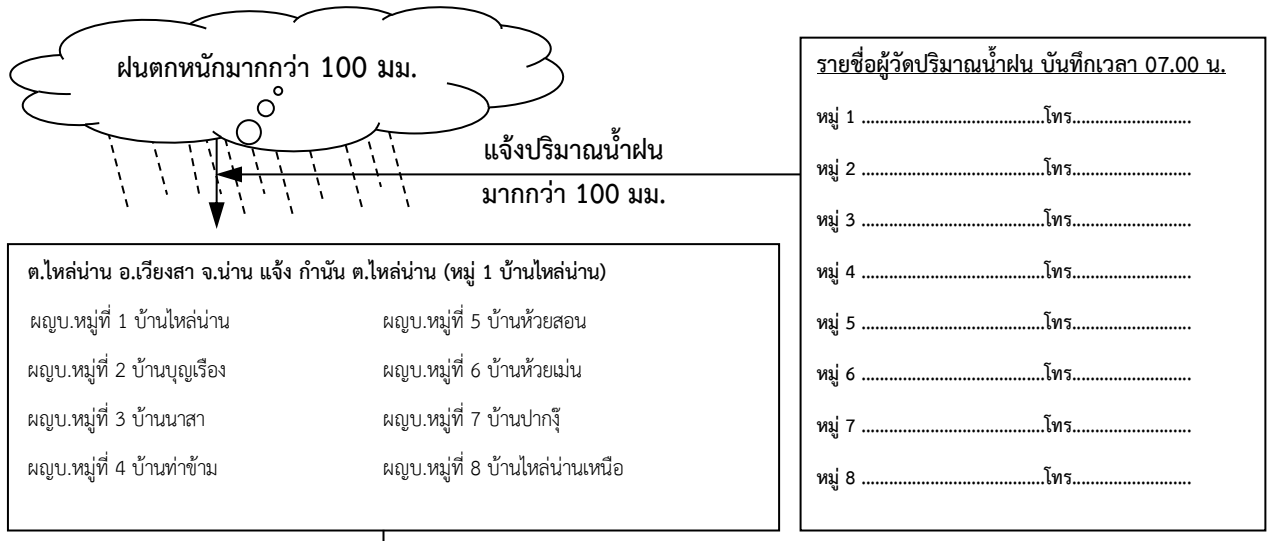 ฝนตกหนักมากกว่า 100 มม.
แจ้งปริมาณน้ำฝน
มากกว่า 100 มม.
รายชื่อผู้วัดปริมาณน้ำฝน บันทึกเวลา 07.00 น.
หมู่ 1 ......................................โทร.........................
หมู่ 2 ......................................โทร.........................
หมู่ 3 ......................................โทร.........................
หมู่ 4 ......................................โทร.........................
หมู่ 5 ......................................โทร.........................
หมู่ 6 ......................................โทร.........................
หมู่ 7 ......................................โทร.........................
หมู่ 8 ......................................โทร.........................
ต.ไหล่น่าน อ.เวียงสา จ.น่าน แจ้ง กำนัน ต.ไหล่น่าน (หมู่ 1 บ้านไหล่น่าน)
ผญบ.หมู่ที่ 1 บ้านไหล่น่าน ผญบ.หมู่ที่ 5 บ้านห้วยสอน
ผญบ.หมู่ที่ 2 บ้านบุญเรือง ผญบ.หมู่ที่ 6 บ้านห้วยเม่น
ผญบ.หมู่ที่ 3 บ้านนาสา ผญบ.หมู่ที่ 7 บ้านปากงุ๊
ผญบ.หมู่ที่ 4 บ้านท่าข้าม ผญบ.หมู่ที่ 8 บ้านไหล่น่านเหนือ